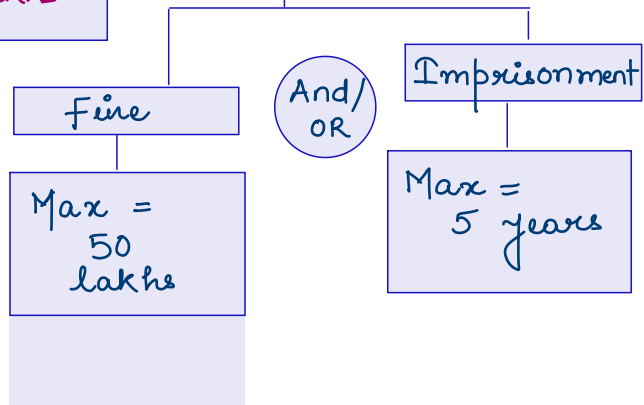 Fine
And/
OR
Imprisonment
Max =
50
lakhs
Max =
5 years